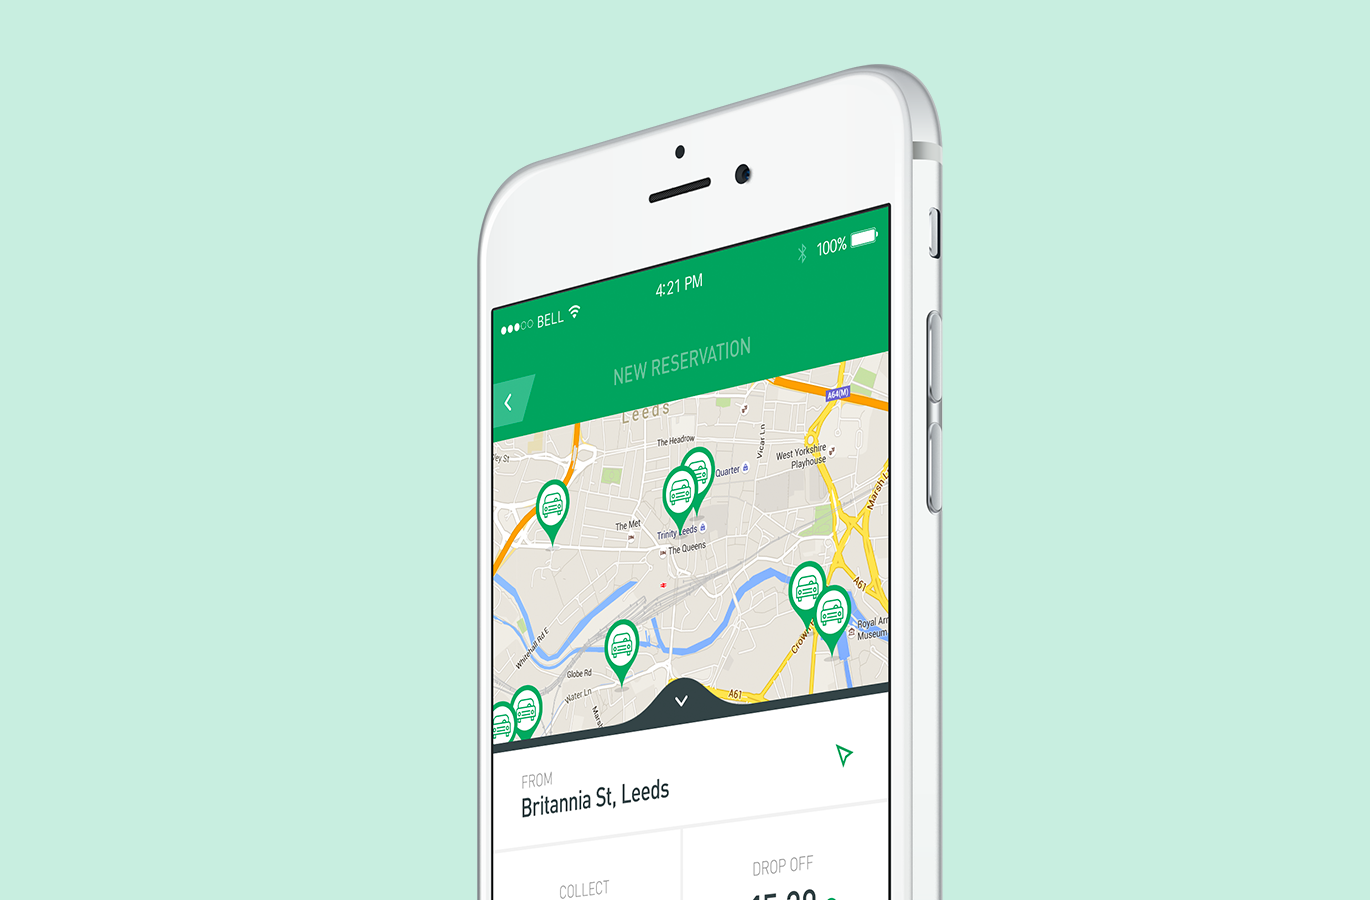 BELL
4:21 PM
100%
NEW RESERVATION
A64(M)
Leeds
The Headrow
Vicar Ln
West Yorkshire
Playhouse
Quarter
Marsh L
The Met
Trinity Leeds
The Queens
A61
Whitehall Rd E
Crown
Royal Arm
Museum
Globe Rd
Water Ln
Marsh
A61
FROM
Britannia St, Leeds
COLLECT
DROP OFF